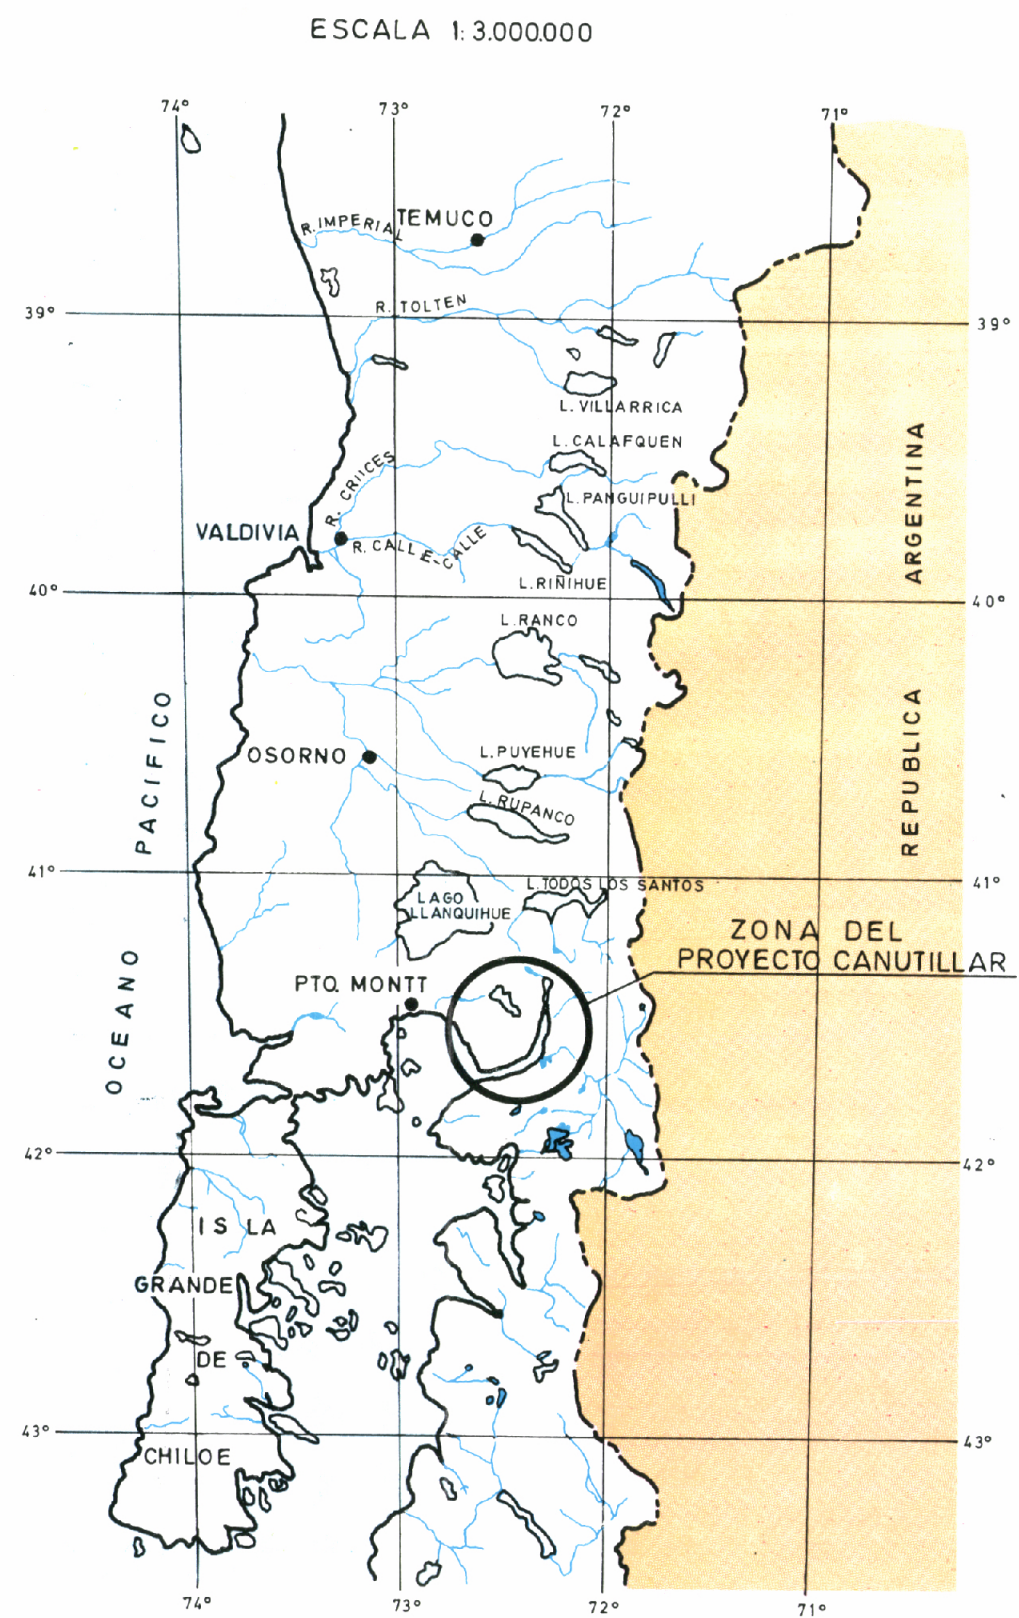 ESCALA 1:3.000.000
74°
73°
72°
71°
R. IMPERIAL
TEMUCO
R. TOLTEN
39°
39°
L. VILLARRICA
L. CALAFQUEN
R. CRUCES
L. PANGUIPULLI
VALDIVIA
R. CALLE-CALLE
L. RIÑIHUE
40°
40°
L. RANCO
ARGENTINA
REPUBLICA
OCEANO PACIFICO
OSORNO
L. PUYEHUE
L. RUPANCO
41°
41°
L. TODOS LOS SANTOS
LAGO
LLANQUIHUE
ZONA DEL
PROYECTO CANUTILLAR
PTO. MONTT
42°
42°
ISLA
GRANDE
DE
CHILOE
43°
43°
74°
73°
72°
71°